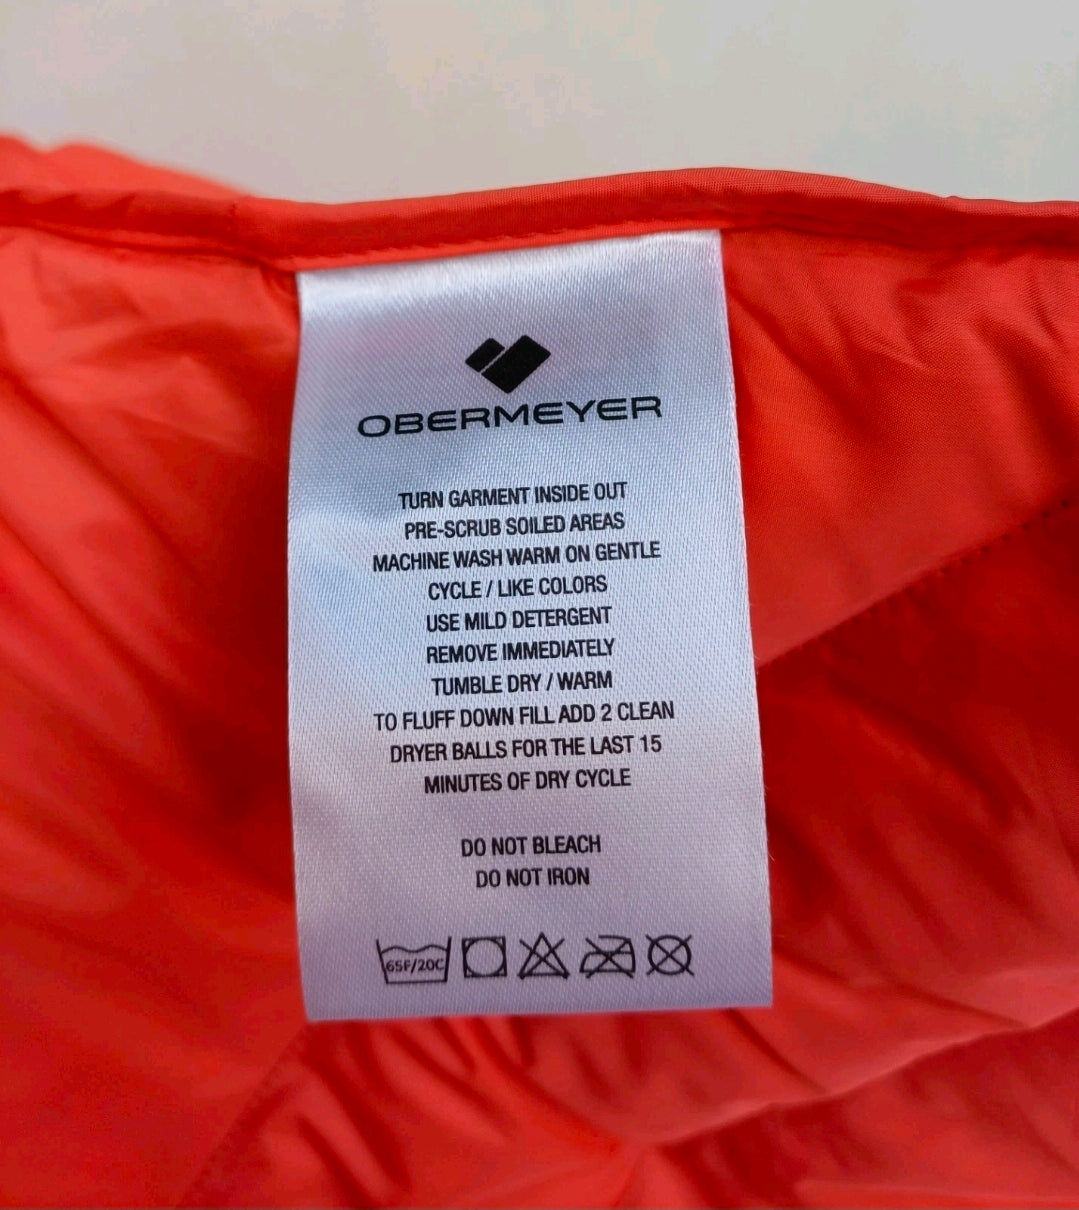 OBERMEYER
TURN GARMENT INSIDE OUT
PRE-SCRUB SOILED AREAS
MACHINE WASH WARM ON GENTLE
CYCLE / LIKE COLORS
USE MILD DETERGENT
REMOVE IMMEDIATELY
TUMBLE DRY / WARM
TO FLUFF DOWN FILL ADD 2 CLEAN
DRYER BALLS FOR THE LAST 15
MINUTES OF DRY CYCLE
DO NOT BLEACH
DO NOT IRON
65F/20C